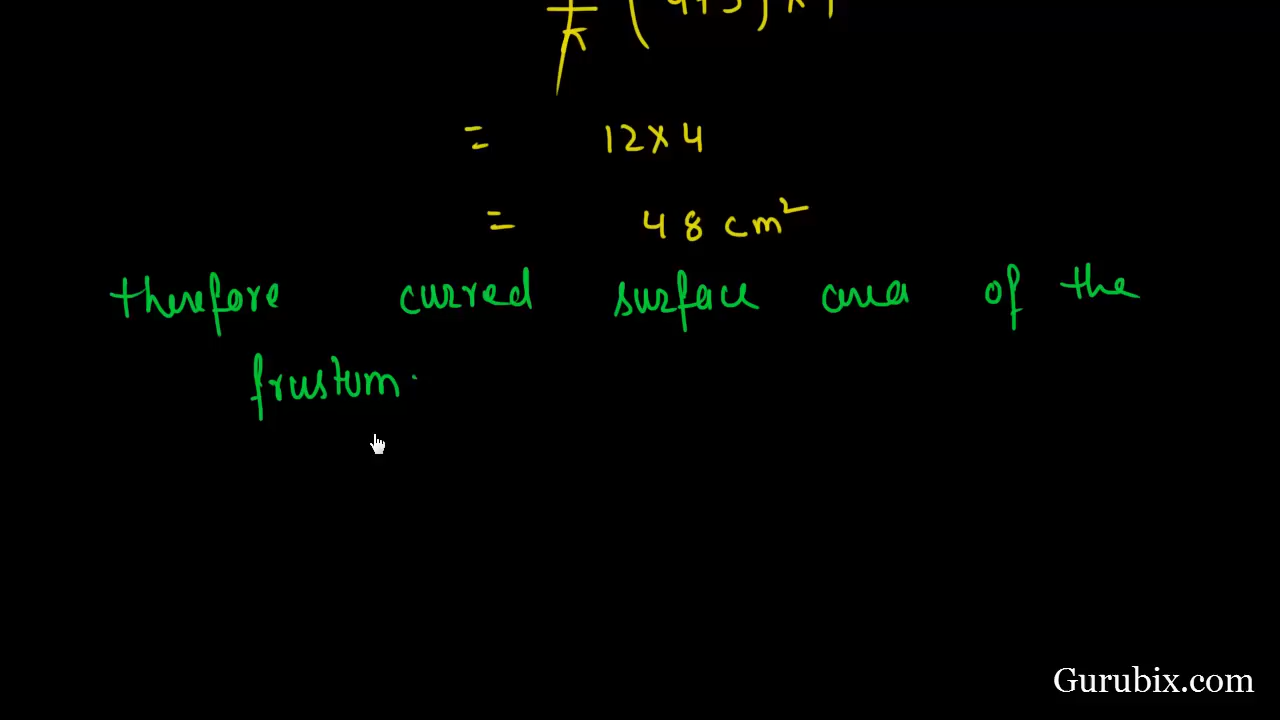 = 12 x 4
= 48 cm²
therefore curved surface area of the
frustum.
Gurubix.com